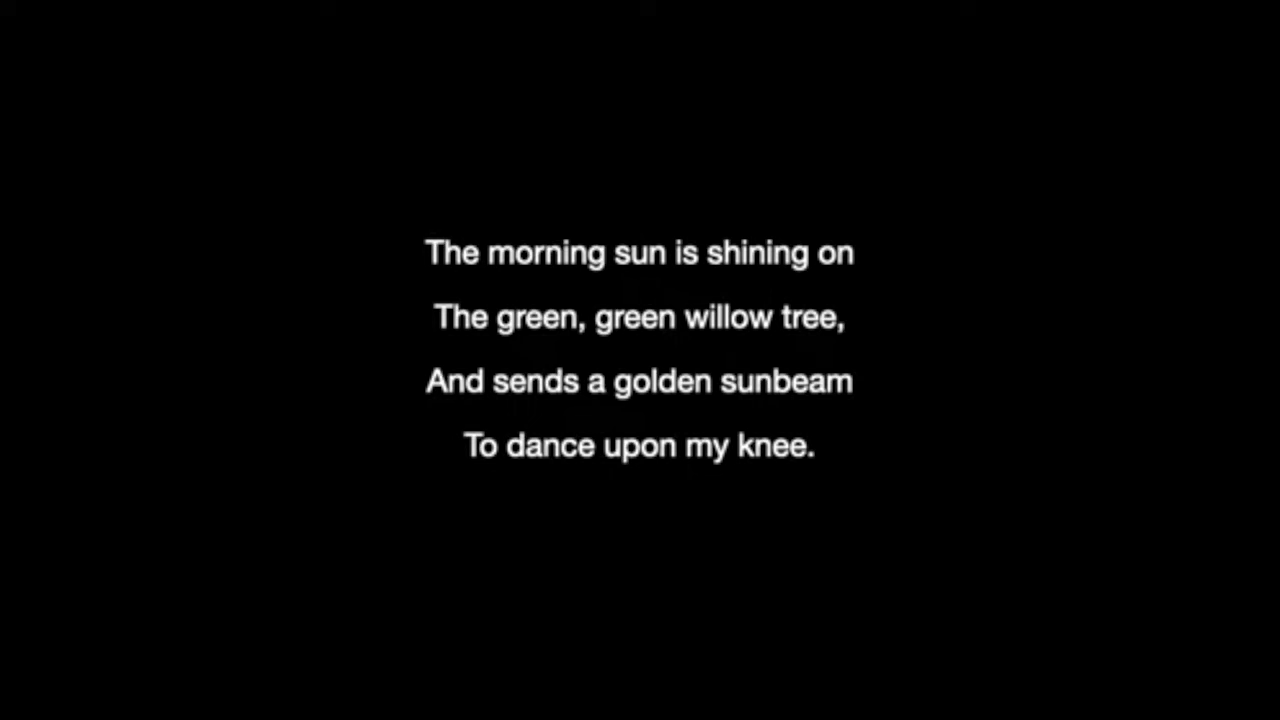 The morning sun is shining on
The green, green willow tree,
And sends a golden sunbeam
To dance upon my knee.